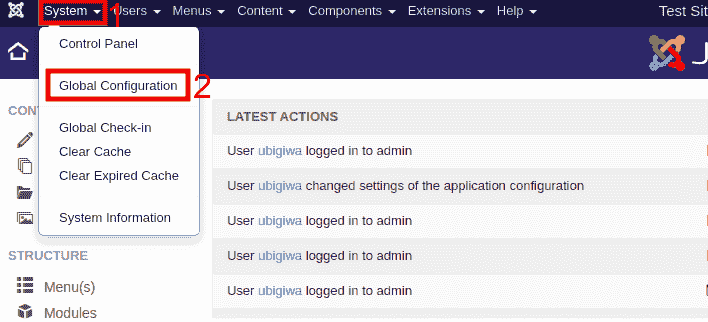 System Users Menus Content Components Extensions Help Test Sit
1
Control Panel
Global Configuration 2
Global Check-in
Clear Cache
Clear Expired Cache
System Information
CON
STRUCTURE
Menu(s)
Modules
J
LATEST ACTIONS
User ubigiwa logged in to admin
User ubigiwa changed settings of the application configuration
User ubigiwa logged in to admin
User ubigiwa logged in to admin
User ubigiwa logged in to admin